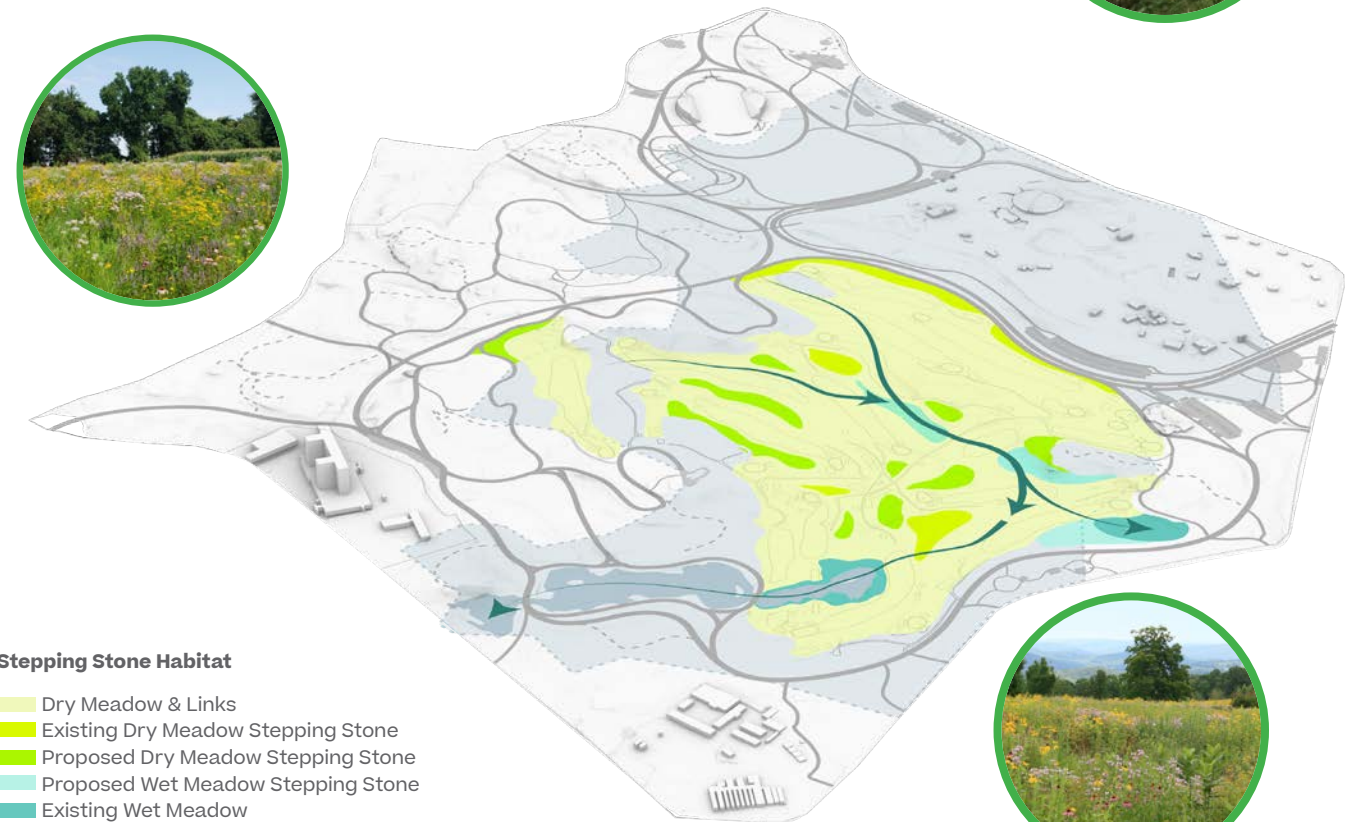 Stepping Stone Habitat
Dry Meadow & Links
Existing Dry Meadow Stepping Stone
Proposed Dry Meadow Stepping Stone
Proposed Wet Meadow Stepping Stone
Existing Wet Meadow